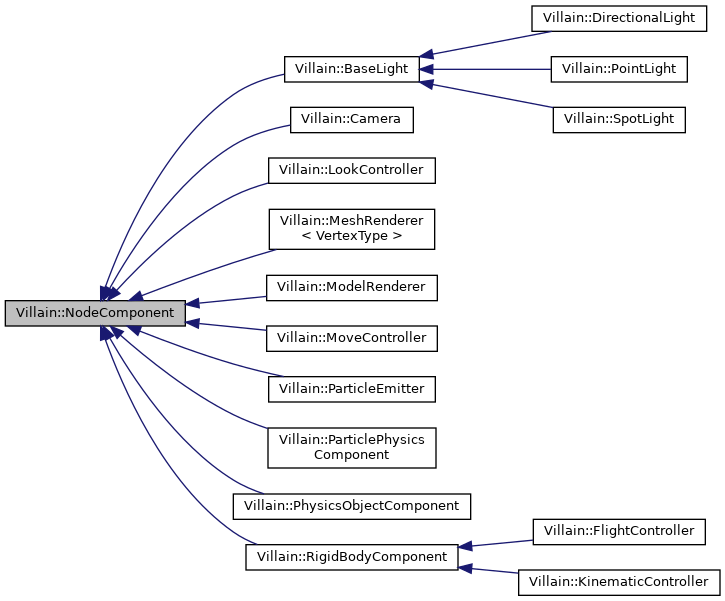 Villain::DirectionalLight
Villain::BaseLight
Villain::PointLight
Villain::SpotLight
Villain::Camera
Villain::LookController
Villain::MeshRenderer
< VertexType >
Villain::ModelRenderer
Villain::NodeComponent
Villain::MoveController
Villain::ParticleEmitter
Villain::ParticlePhysics
Component
Villain::PhysicsObjectComponent
Villain::FlightController
Villain::RigidBodyComponent
Villain::KinematicController